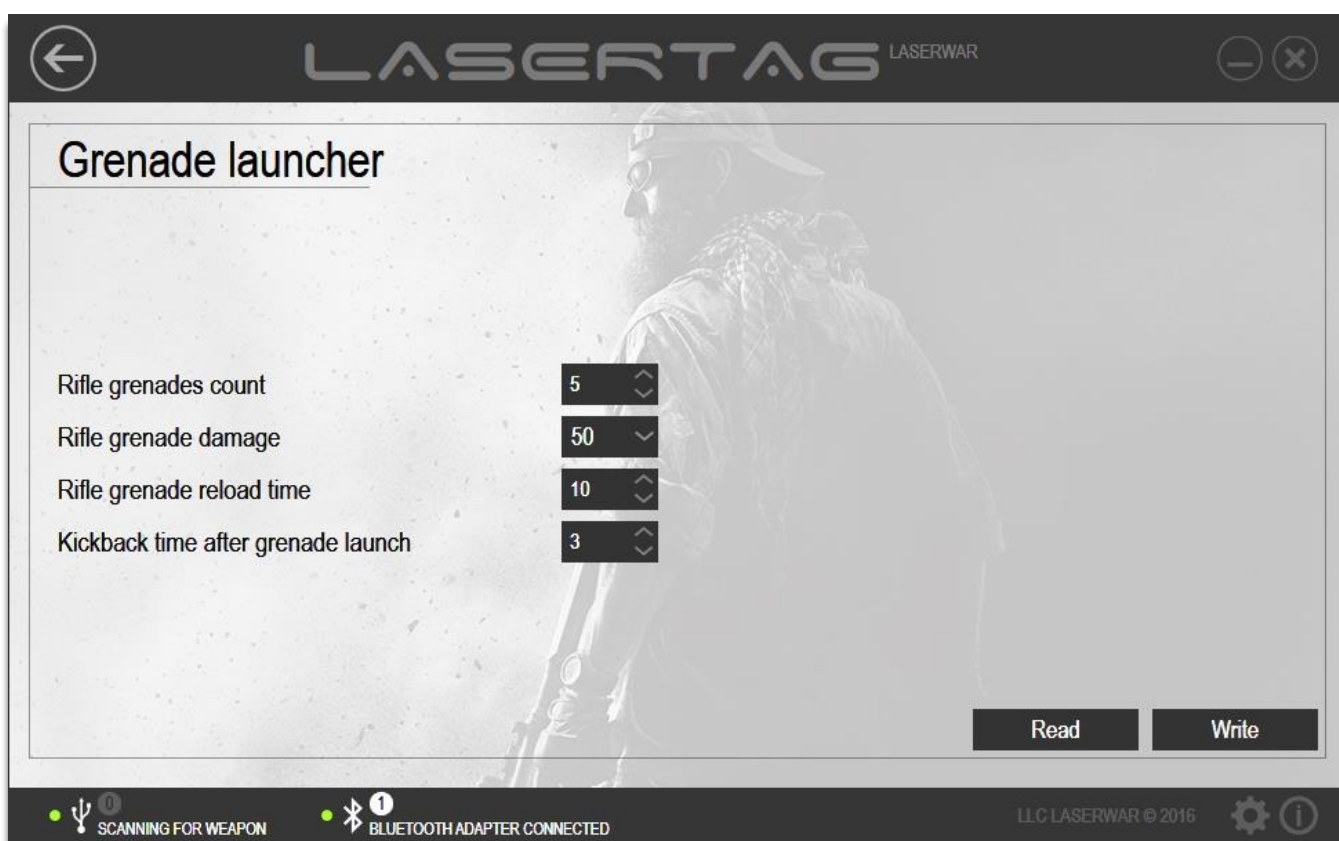 LASERTAG LASERWAR
Grenade launcher
Rifle grenades count 5
Rifle grenade damage 50
Rifle grenade reload time 10
Kickback time after grenade launch 3
Read Write
0 1
SCANNING FOR WEAPON BLUETOOTH ADAPTER CONNECTED LLC LASERWAR © 2016